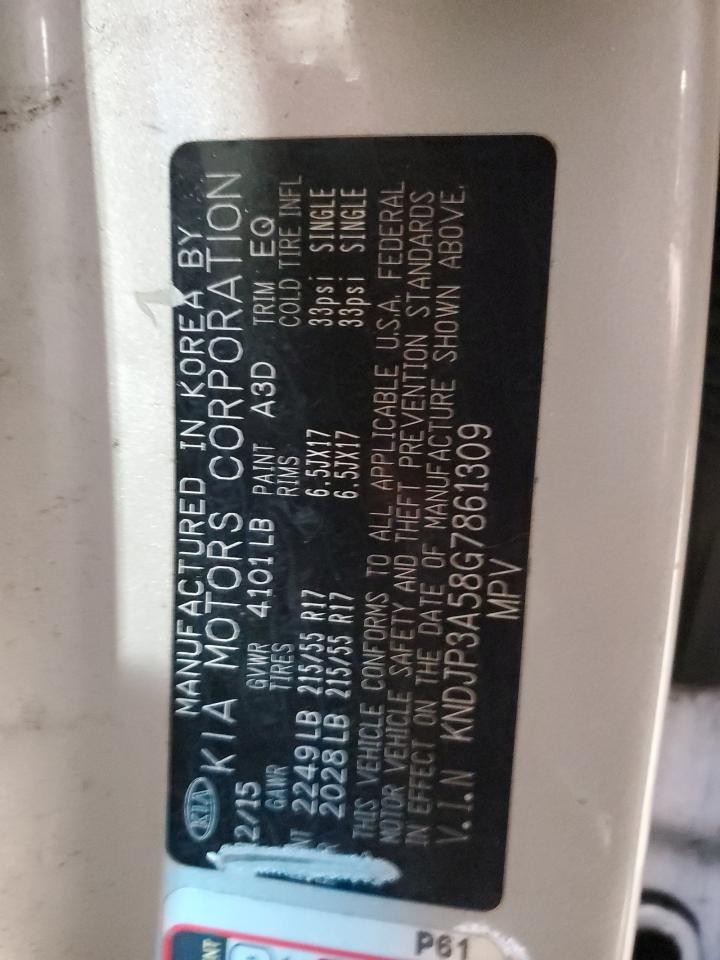 KIA
MANUFACTURED IN KOREA BY
KIA MOTORS CORPORATION
2/15 GVWR 4101LB PAINT A3D TRIM EQ
GAWR TIRES RIMS COLD TIRE INFL
NT 2249LB 215/55 R17 6.5JX17 33psi SINGLE
R 2028LB 215/55 R17 6.5JX17 33psi SINGLE
THIS VEHICLE CONFORMS TO ALL APPLICABLE U.S.A. FEDERAL
MOTOR VEHICLE SAFETY AND THEFT PREVENTION STANDARDS
IN EFFECT ON THE DATE OF MANUFACTURE SHOWN ABOVE.
V.I.N KNDJP3A58G7861309
MPV
P61